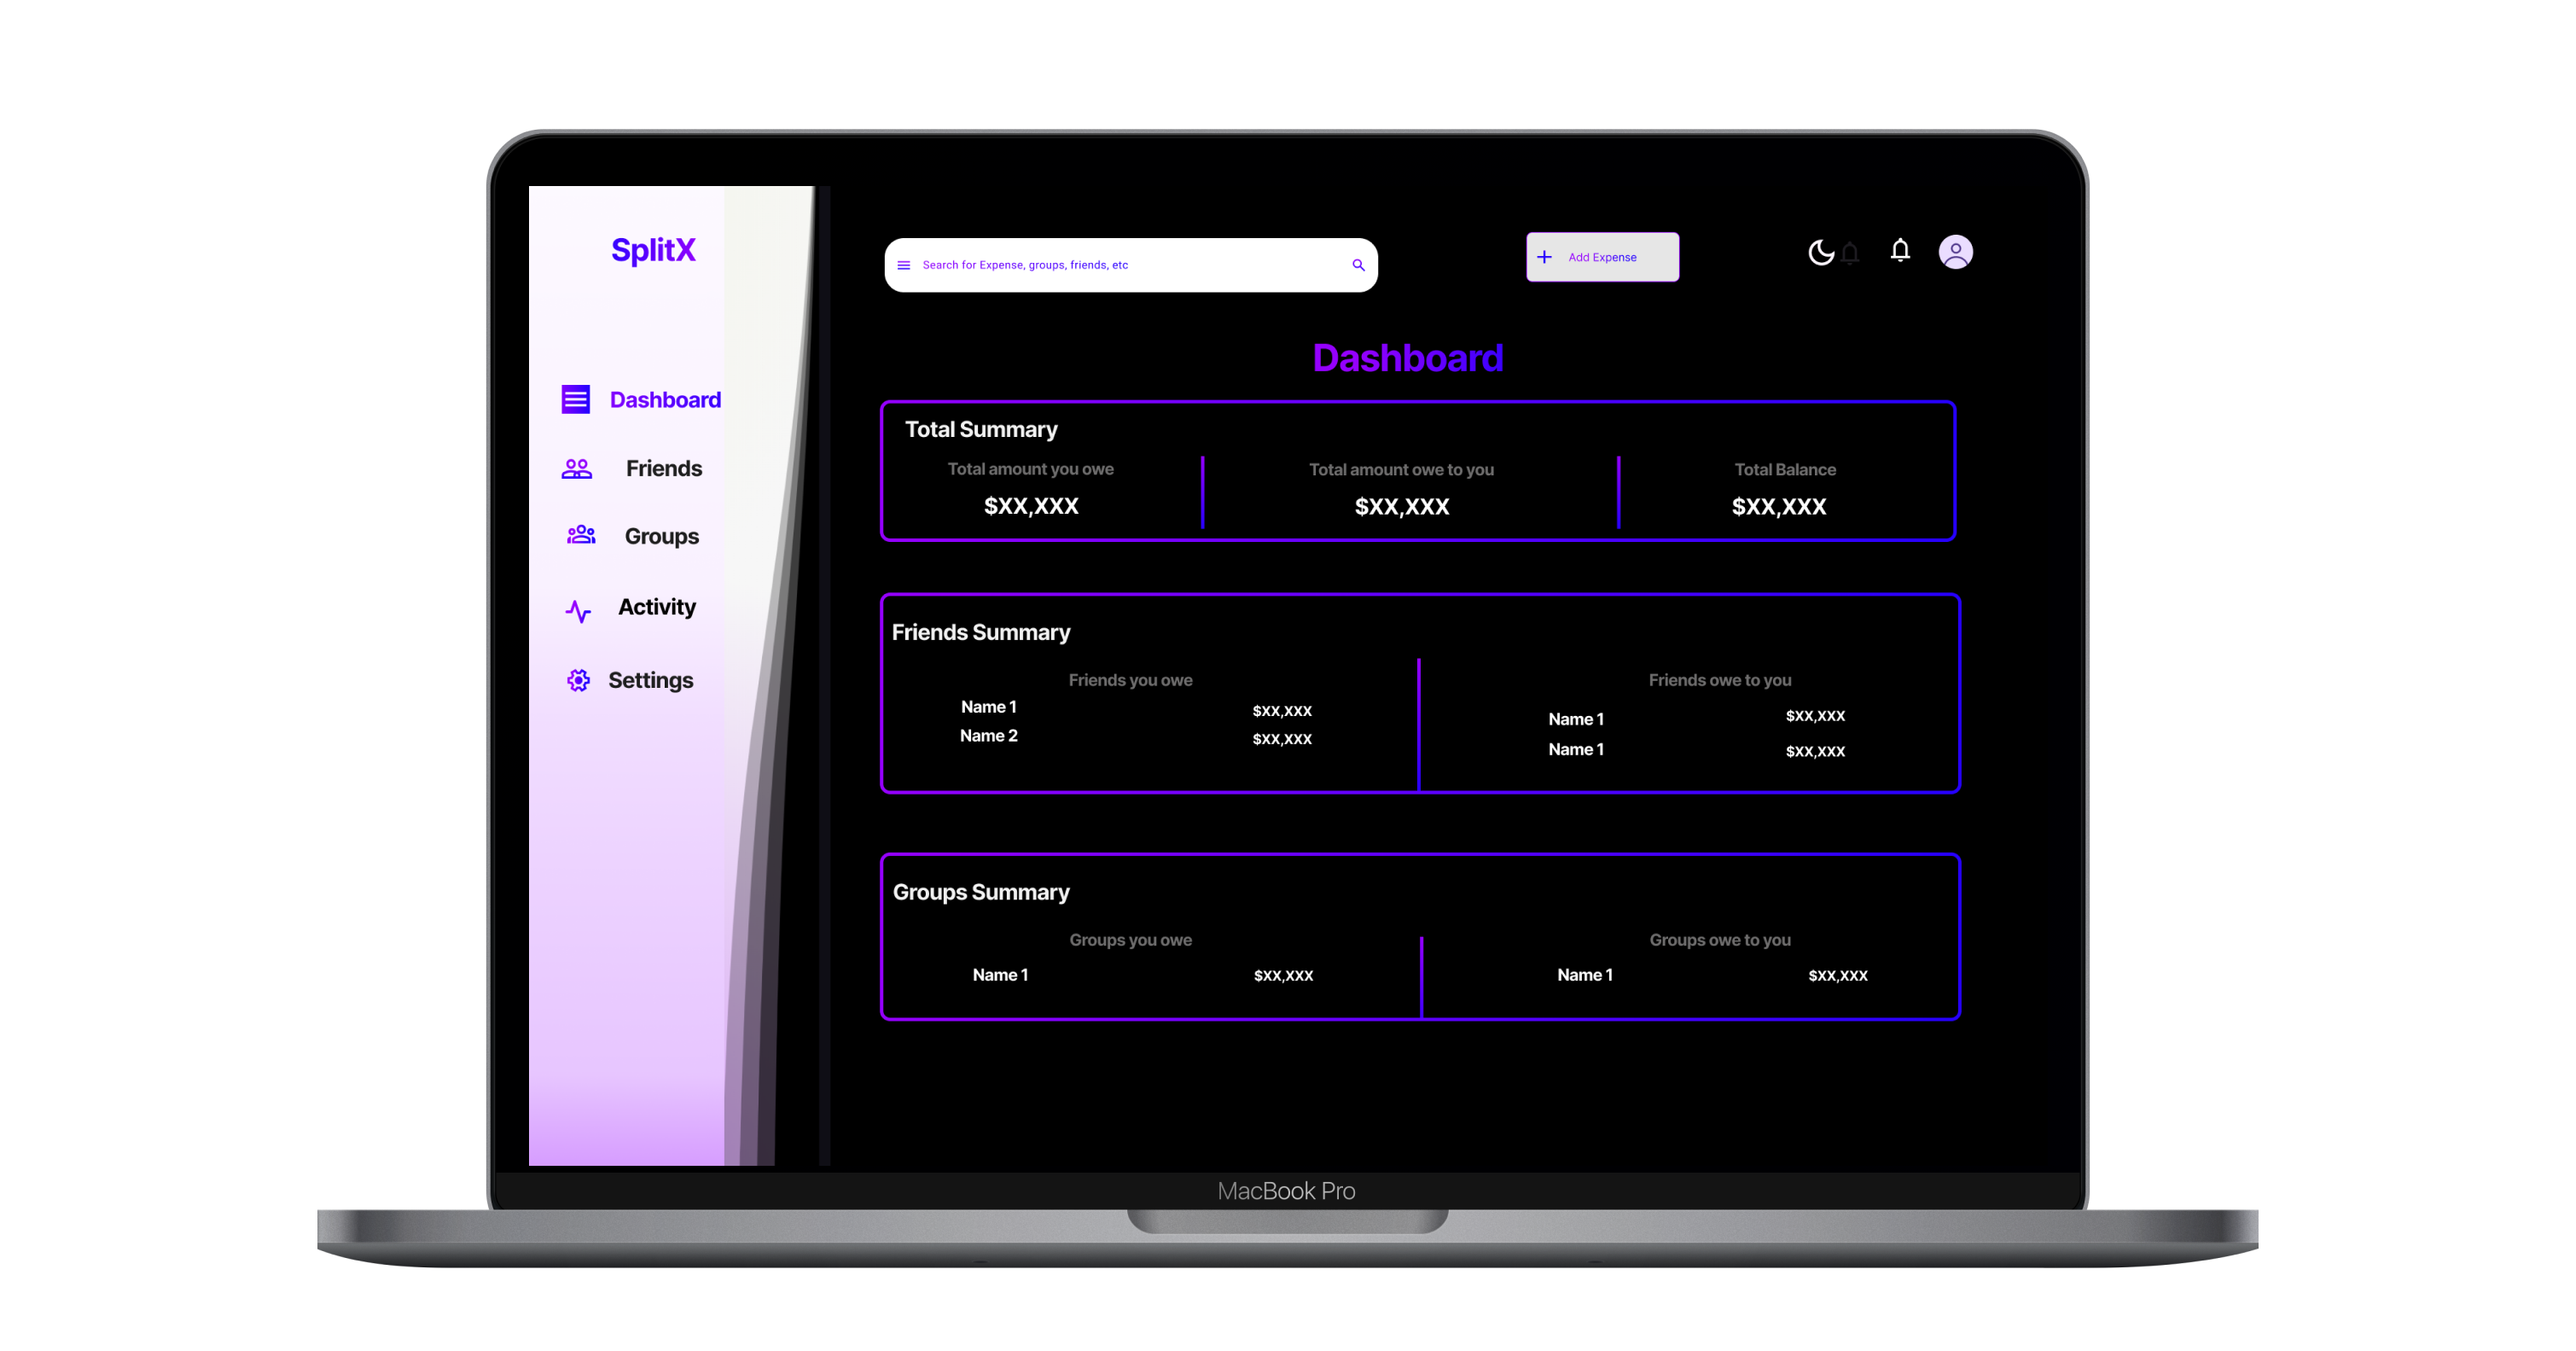 SplitX
Search for Expense, groups, friends, etc
Add Expense
Dashboard
Dashboard
Friends
Groups
Activity
Settings
Total Summary
Total amount you owe
$XX,XXX
Total amount owe to you
$XX,XXX
Total Balance
$XX,XXX
Friends Summary
Friends you owe
Name 1 $XX,XXX
Name 2 $XX,XXX
Friends owe to you
Name 1 $XX,XXX
Name 1 $XX,XXX
Groups Summary
Groups you owe
Name 1 $XX,XXX
Groups owe to you
Name 1 $XX,XXX
MacBook Pro